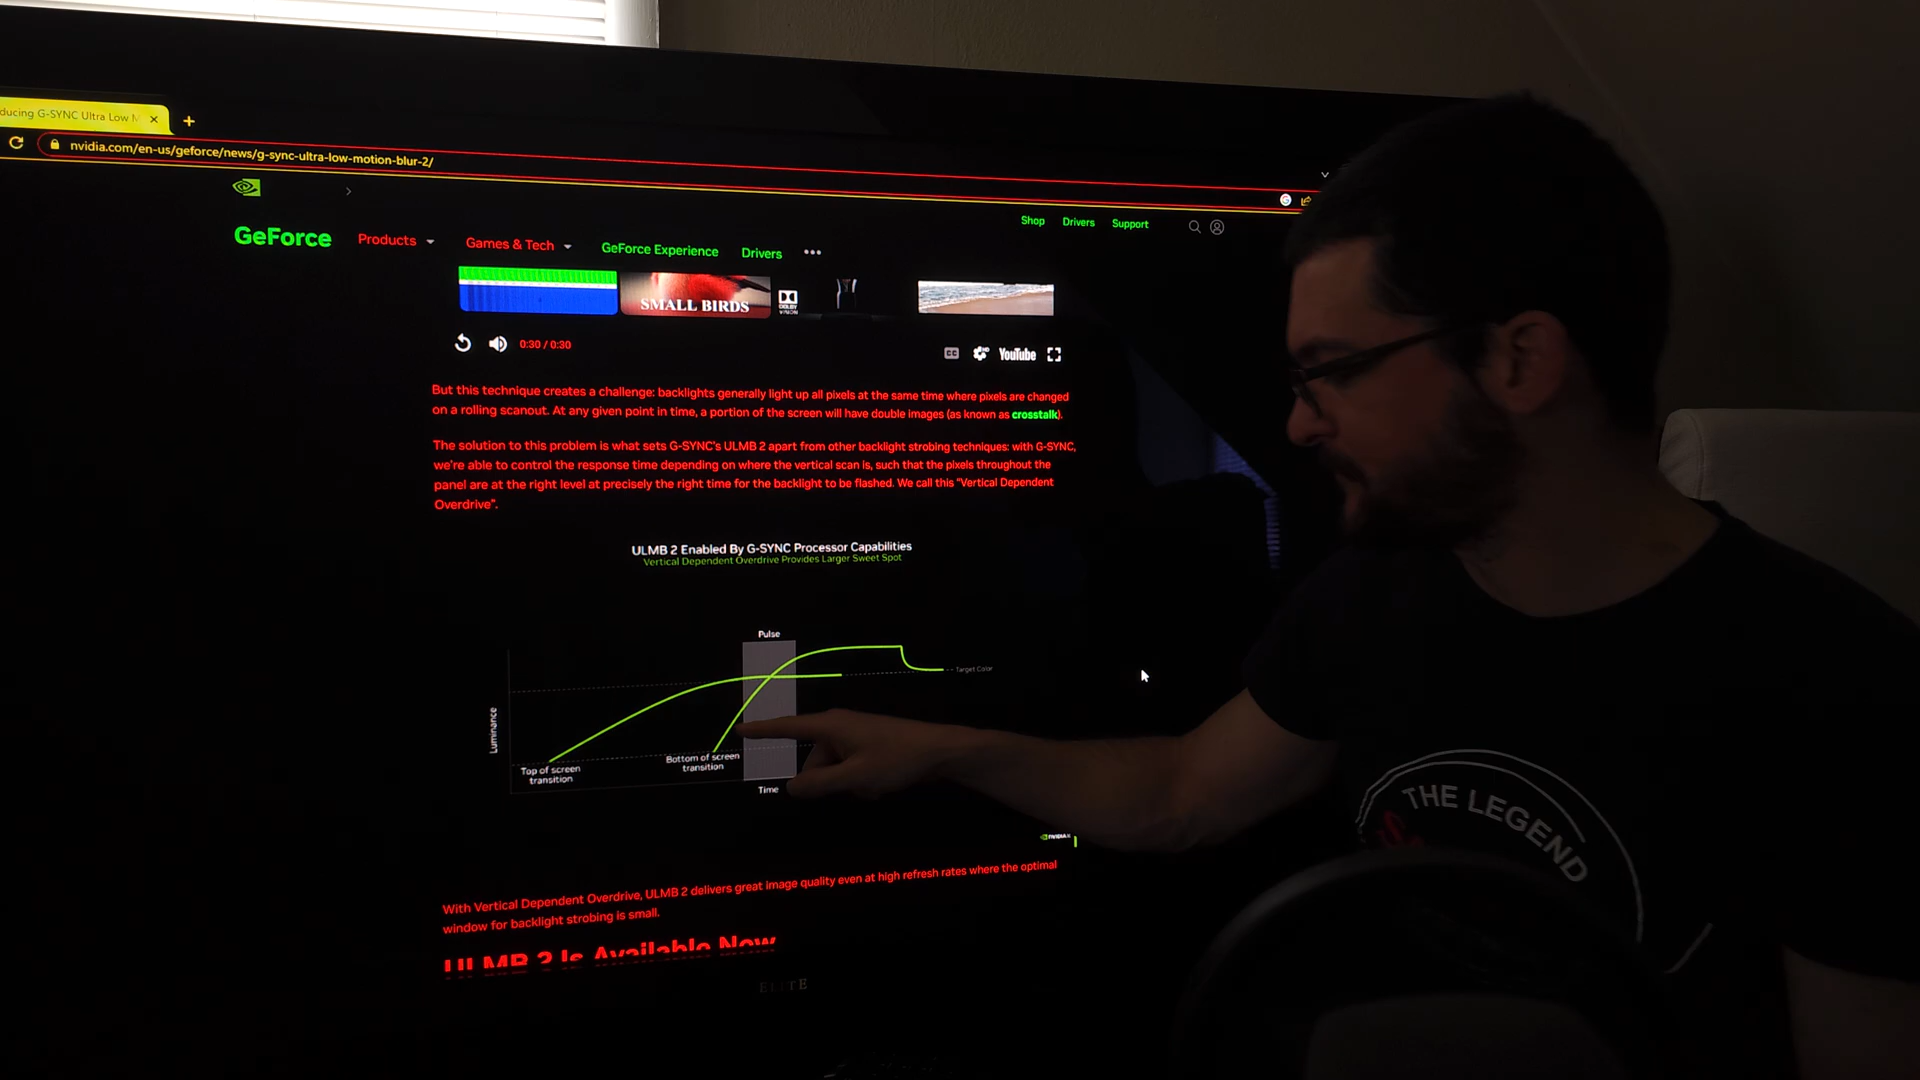 ducing G-SYNC Ultra Low M
nvidia.com/en-us/geforce/news/g-sync-ultra-low-motion-blur-2/
Shop Drivers Support
GeForce Products Games & Tech GeForce Experience Drivers
SMALL BIRDS
DOLBY
VISION
0:30 / 0:30
CC HD YouTube
But this technique creates a challenge: backlights generally light up all pixels at the same time where pixels are changed
on a rolling scanout. At any given point in time, a portion of the screen will have double images (as known as crosstalk).
The solution to this problem is what sets G-SYNC's ULMB 2 apart from other backlight strobing techniques: with G-SYNC,
we're able to control the response time depending on where the vertical scan is, such that the pixels throughout the
panel are at the right level at precisely the right time for the backlight to be flashed. We call this "Vertical Dependent
Overdrive".
ULMB 2 Enabled By G-SYNC Processor Capabilities
Vertical Dependent Overdrive Provides Larger Sweet Spot
Pulse
Target Color
Luminance
Top of screen
transition
Bottom of screen
transition
Time
NVIDIA
With Vertical Dependent Overdrive, ULMB 2 delivers great image quality even at high refresh rates where the optimal
window for backlight strobing is small.
ULMB 2 Is Available Now
ELITE
THE LEGEND